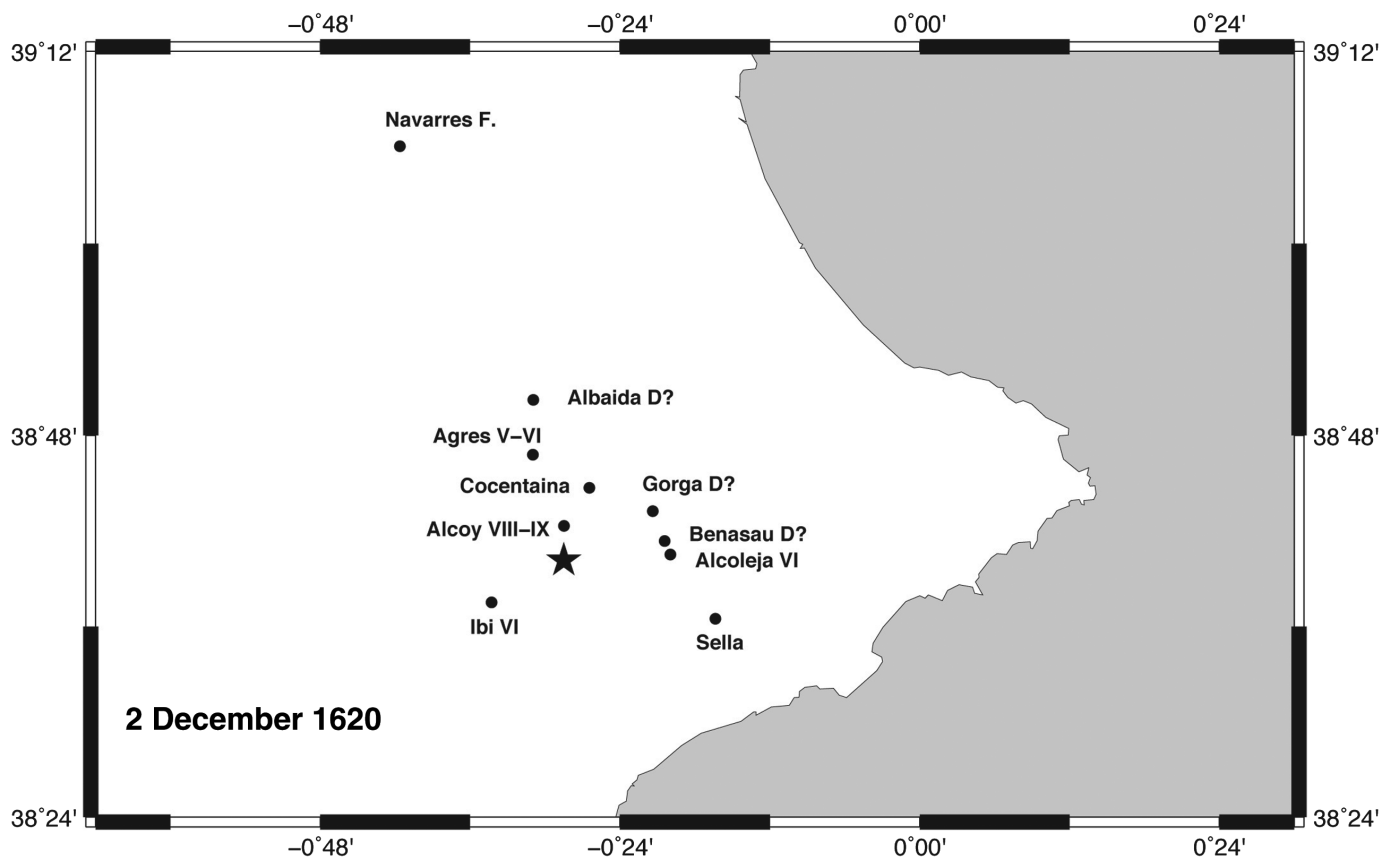 −0˚48' −0˚24' 0˚00' 0˚24'
39˚12' 39˚12'
Navarres F.
Albaida D?
38˚48' Agres V–VI 38˚48'
Cocentaina Gorga D?
Alcoy VIII–IX Benasau D?
Alcoleja VI
Ibi VI
Sella
2 December 1620
38˚24' 38˚24'
−0˚48' −0˚24' 0˚00' 0˚24'